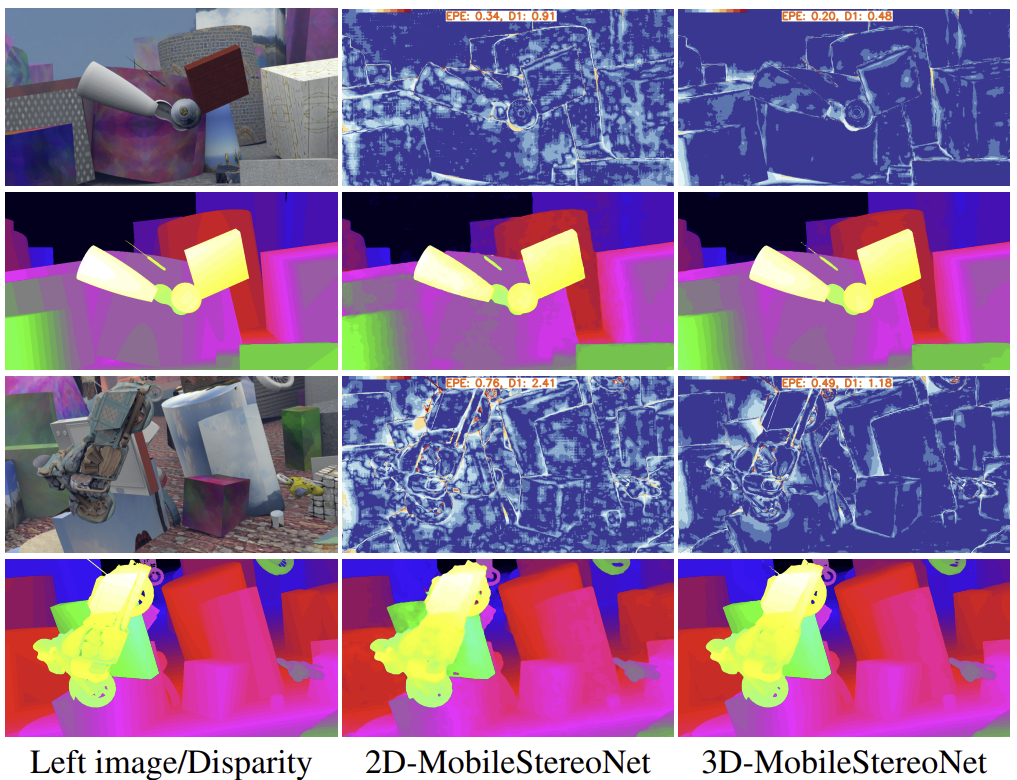 EPE: 0.34, D1: 0.91
EPE: 0.20, D1: 0.48
EPE: 0.76, D1: 2.41
EPE: 0.49, D1: 1.18
Left image/Disparity 2D-MobileStereoNet 3D-MobileStereoNet